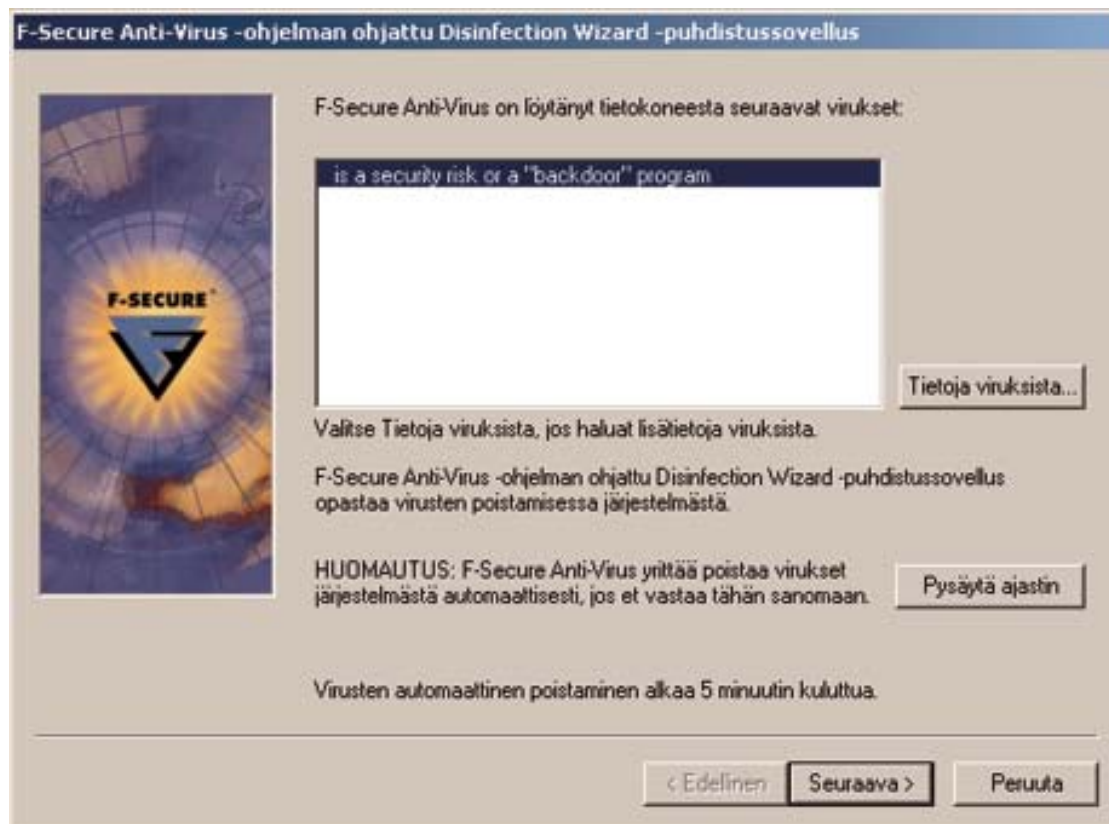 F-Secure Anti-Virus -ohjelman ohjattu Disinfection Wizard -puhdistussovellus
F-Secure Anti-Virus on löytänyt tietokoneesta seuraavat virukset:
is a security risk or a "backdoor" program
F-SECURE
Tietoja viruksista...
Valitse Tietoja viruksista, jos haluat lisätietoja viruksista.
F-Secure Anti-Virus -ohjelman ohjattu Disinfection Wizard -puhdistussovellus
opastaa virusten poistamisessa järjestelmästä.
HUOMAUTUS: F-Secure Anti-Virus yrittää poistaa virukset
järjestelmästä automaattisesti, jos et vastaa tähän sanomaan.
Pysäytä ajastin
Virusten automaattinen poistaminen alkaa 5 minuutin kuluttua.
< Edellinen
Seuraava >
Peruuta